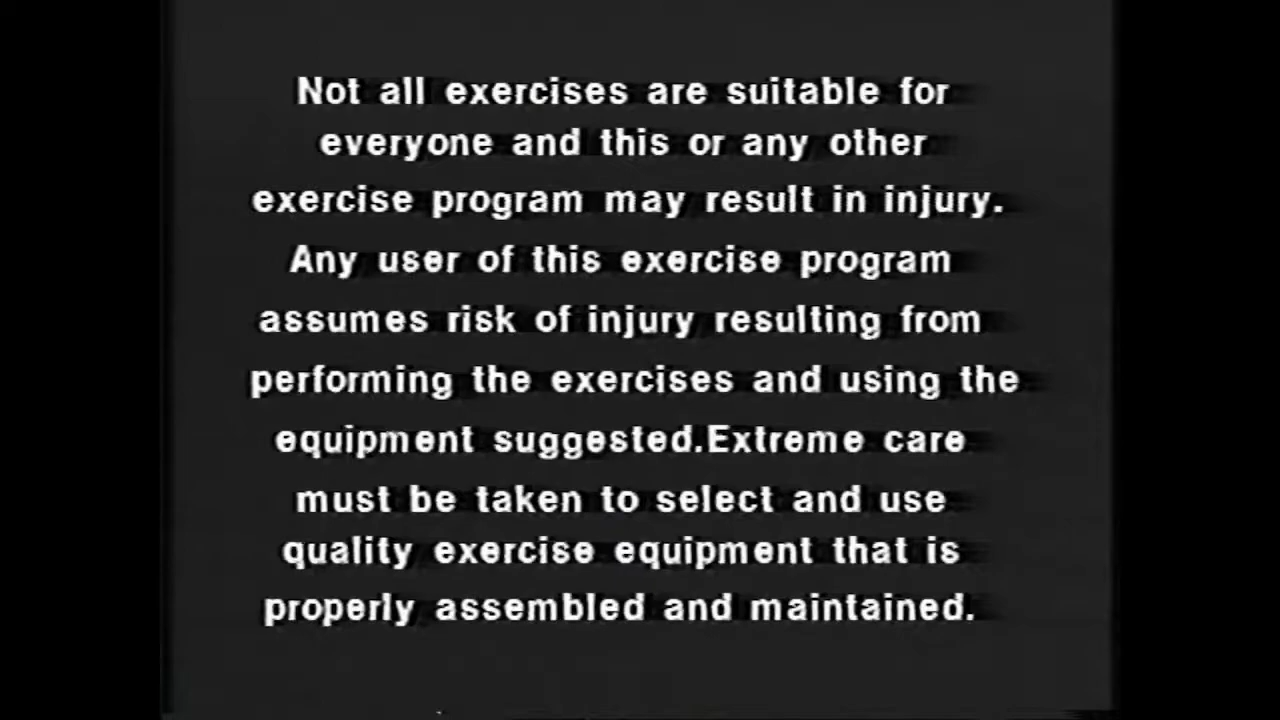 Not all exercises are suitable for
everyone and this or any other
exercise program may result in injury.
Any user of this exercise program
assumes risk of injury resulting from
performing the exercises and using the
equipment suggested.Extreme care
must be taken to select and use
quality exercise equipment that is
properly assembled and maintained.